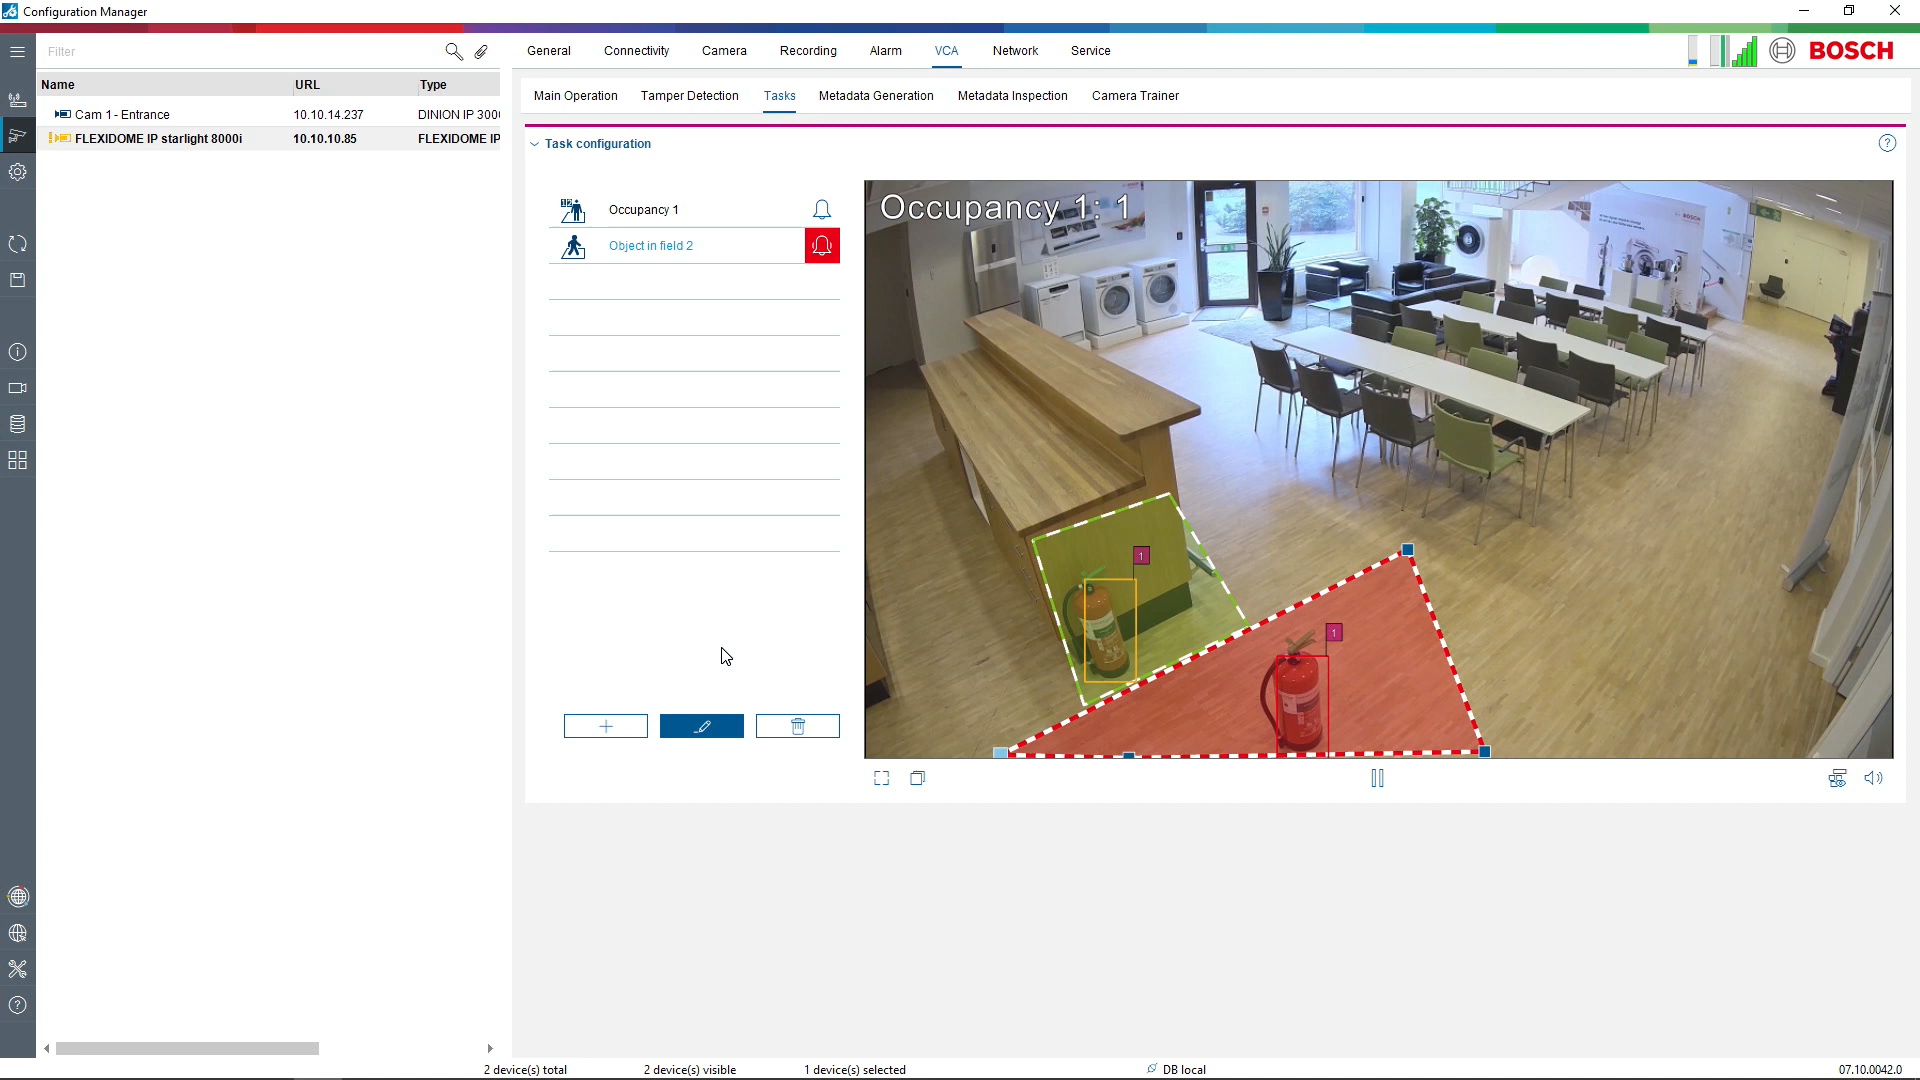 Configuration Manager
Filter
General Connectivity Camera Recording Alarm VCA Network Service
BOSCH
Name URL Type
Cam 1 - Entrance 10.10.14.237 DINION IP 300
FLEXIDOME IP starlight 8000i 10.10.10.85 FLEXIDOME IP
Main Operation Tamper Detection Tasks Metadata Generation Metadata Inspection Camera Trainer
Task configuration
Occupancy 1
Object in field 2
Occupancy 1: 1
BOSCH
1
1
2 device(s) total 2 device(s) visible 1 device(s) selected DB local 07.10.0042.0